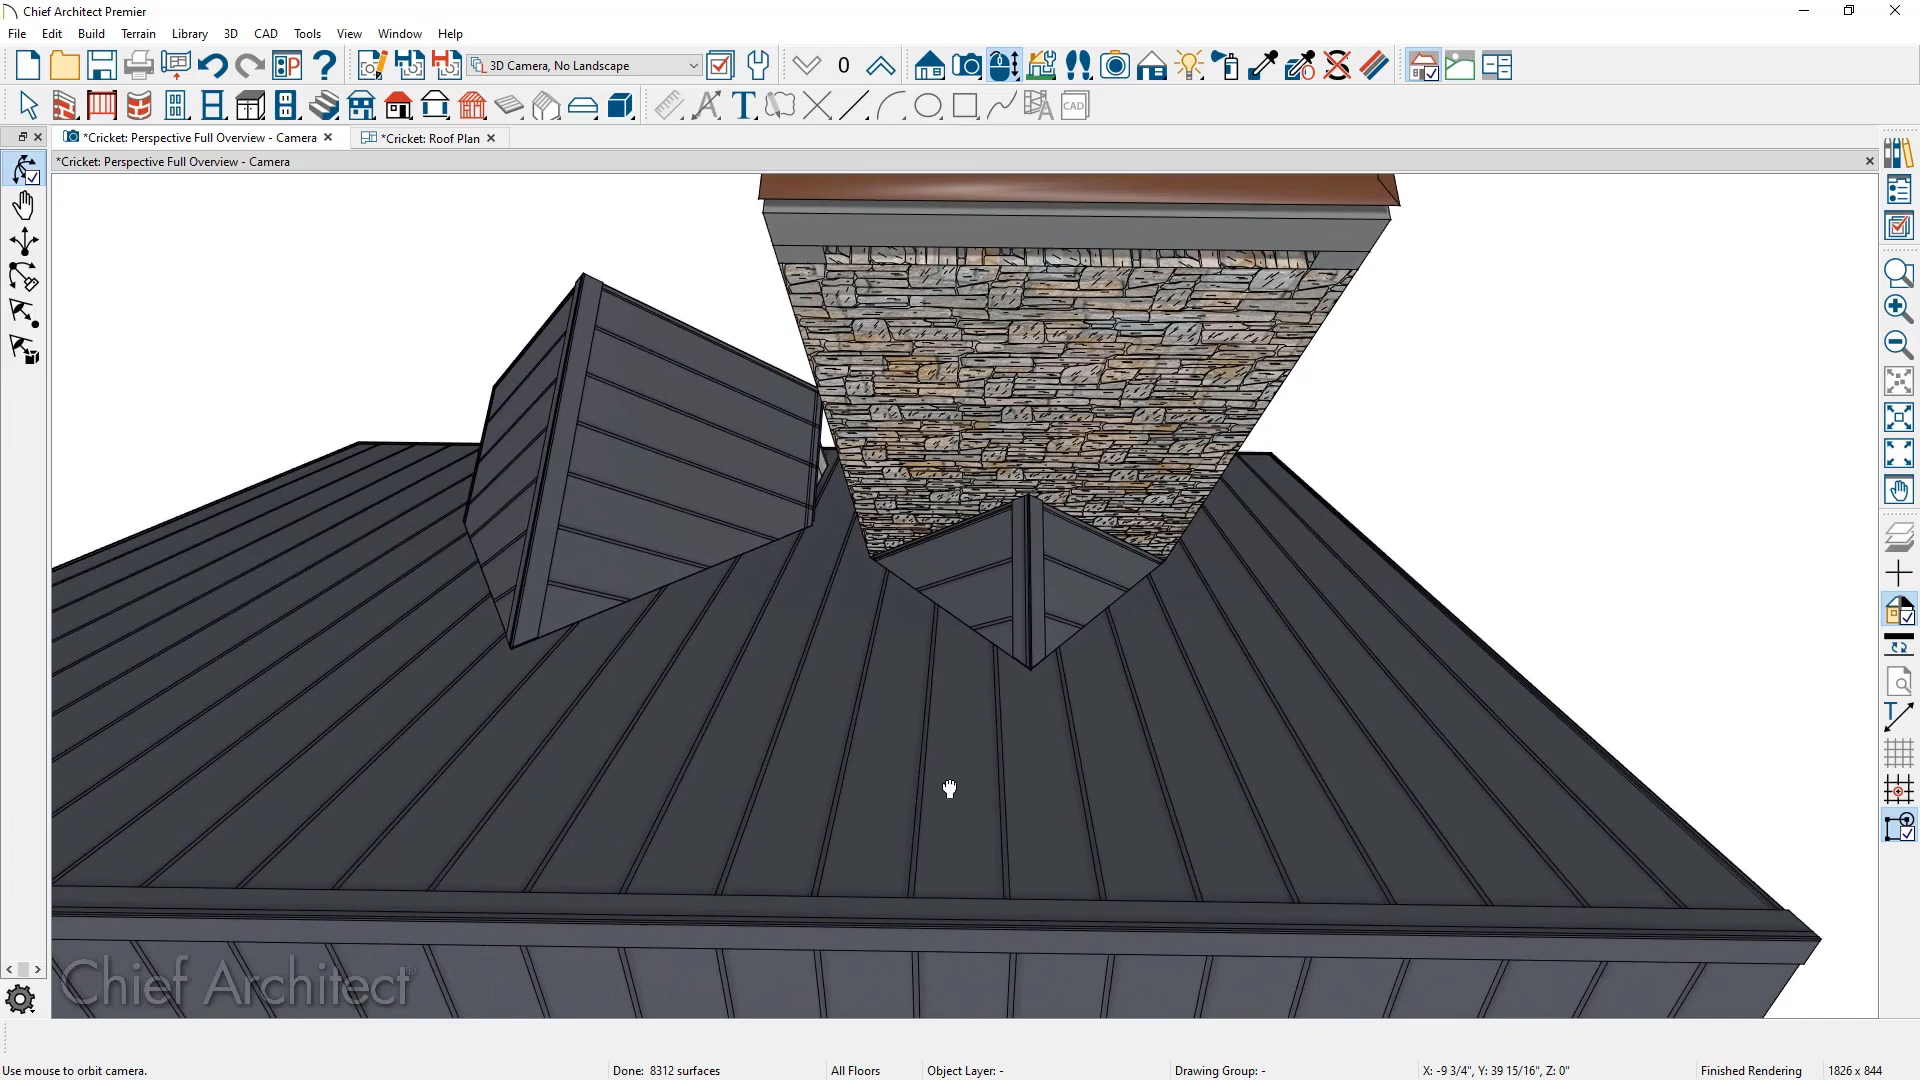 Chief Architect Premier
File Edit Build Terrain Library 3D CAD Tools View Window Help
3D Camera, No Landscape
0
CAD
*Cricket: Perspective Full Overview - Camera
*Cricket: Roof Plan
*Cricket: Perspective Full Overview - Camera
Chief Architect
Use mouse to orbit camera.
Done: 8312 surfaces
All Floors
Object Layer: -
Drawing Group: -
X: -9 3/4", Y: 39 15/16", Z: 0"
Finished Rendering
1826 x 844